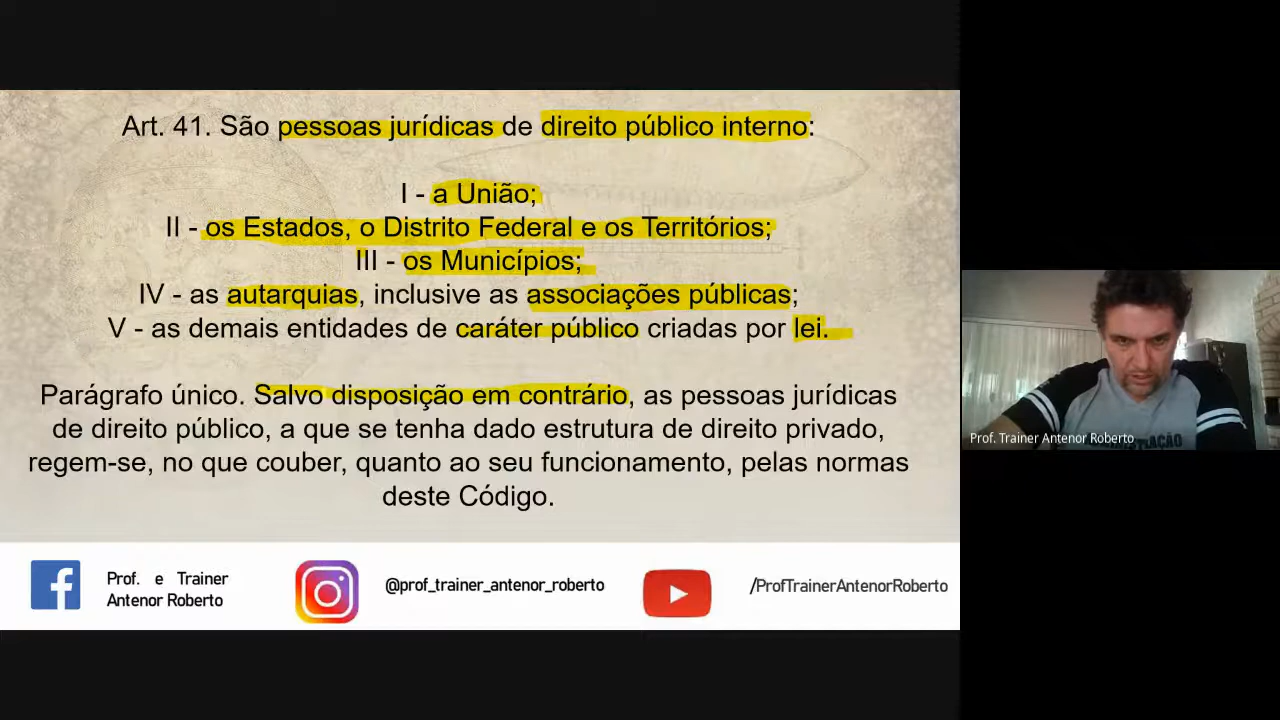 Art. 41. São pessoas jurídicas de direito público interno:
I - a União;
II - os Estados, o Distrito Federal e os Territórios;
III - os Municípios;
IV - as autarquias, inclusive as associações públicas;
V - as demais entidades de caráter público criadas por lei.
Parágrafo único. Salvo disposição em contrário, as pessoas jurídicas
de direito público, a que se tenha dado estrutura de direito privado,
regem-se, no que couber, quanto ao seu funcionamento, pelas normas
deste Código.
Prof. e Trainer
Antenor Roberto
@prof_trainer_antenor_roberto
/ProfTrainerAntenorRoberto
Prof. Trainer Antenor Roberto